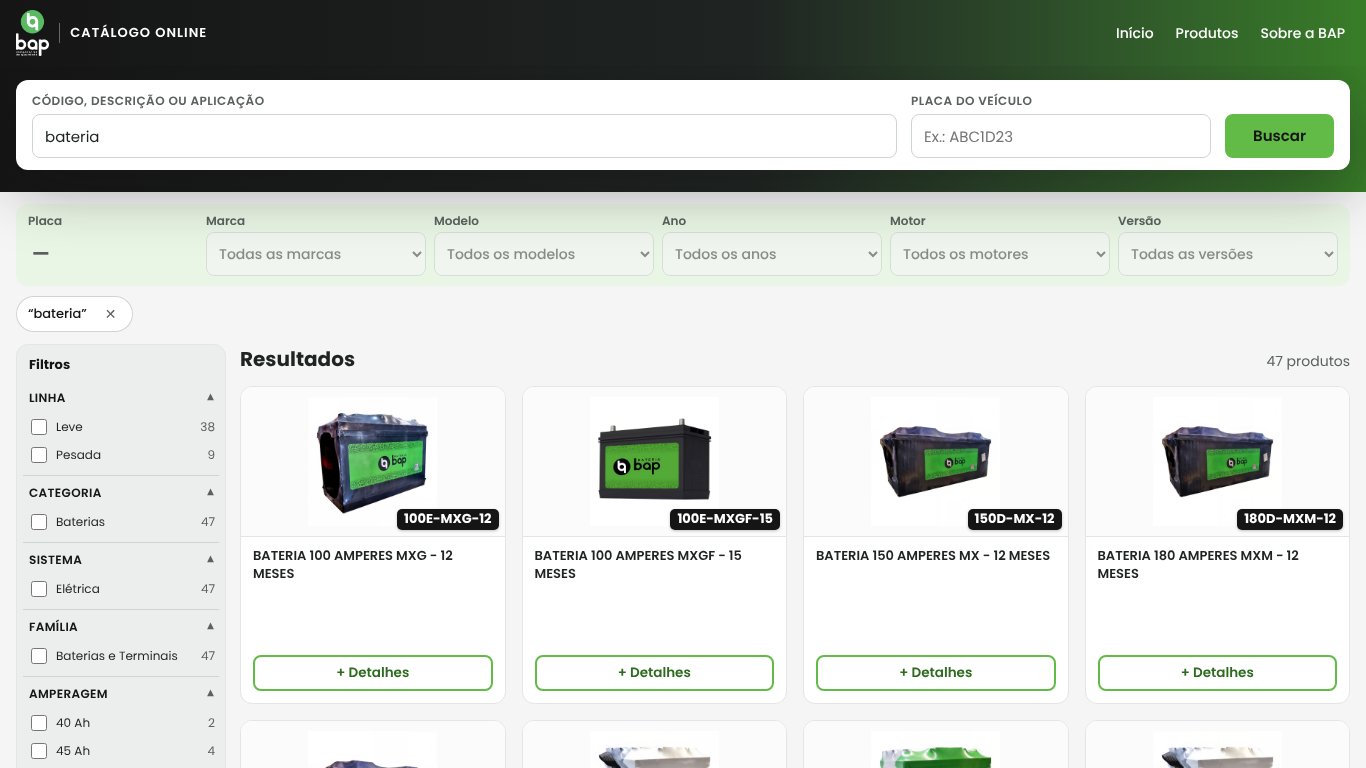 bap
CATÁLOGO ONLINE
Início
Produtos
Sobre a BAP
CÓDIGO, DESCRIÇÃO OU APLICAÇÃO
PLACA DO VEÍCULO
bateria
Ex.: ABC1D23
Buscar
Placa
Marca
Modelo
Ano
Motor
Versão
—
Todas as marcas
Todos os modelos
Todos os anos
Todos os motores
Todas as versões
“bateria” ×
Filtros
LINHA
Leve 38
Pesada 9
CATEGORIA
Baterias 47
SISTEMA
Elétrica 47
FAMÍLIA
Baterias e Terminais 47
AMPERAGEM
40 Ah 2
45 Ah 4
Resultados
47 produtos
bap
100E-MXG-12
BATERIA 100 AMPERES MXG - 12
MESES
+ Detalhes
bap
100E-MXGF-15
BATERIA 100 AMPERES MXGF - 15
MESES
+ Detalhes
bap
150D-MX-12
BATERIA 150 AMPERES MX - 12 MESES
+ Detalhes
bap
180D-MXM-12
BATERIA 180 AMPERES MXM - 12
MESES
+ Detalhes